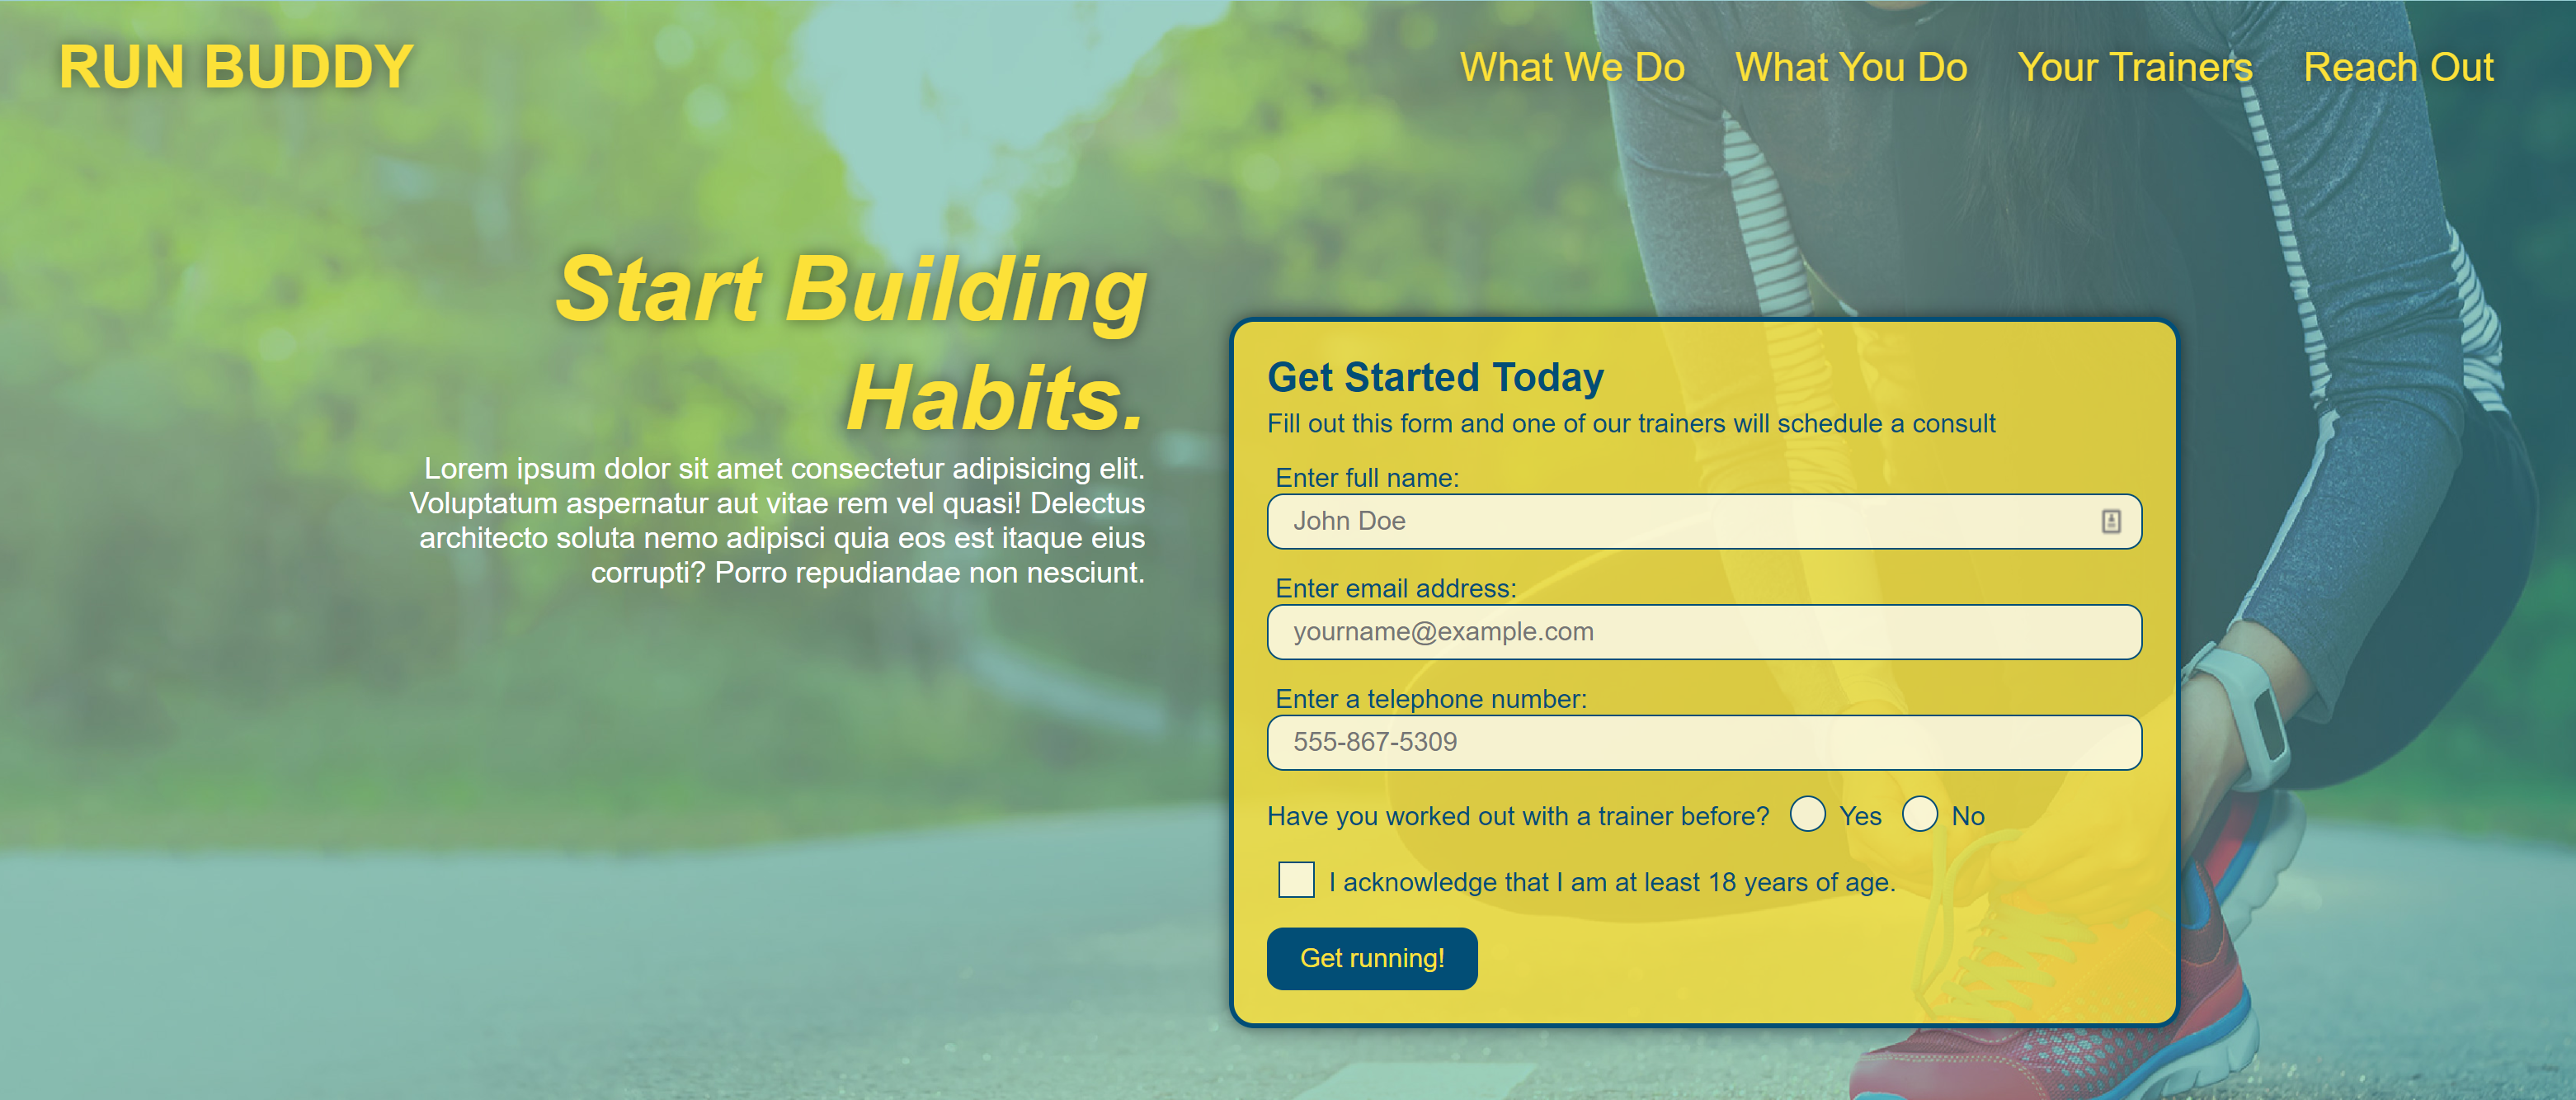 RUN BUDDY
What We Do
What You Do
Your Trainers
Reach Out
Start Building
Habits.
Lorem ipsum dolor sit amet consectetur adipisicing elit.
Voluptatum aspernatur aut vitae rem vel quasi! Delectus
architecto soluta nemo adipisci quia eos est itaque eius
corrupti? Porro repudiandae non nesciunt.
Get Started Today
Fill out this form and one of our trainers will schedule a consult
Enter full name:
John Doe
Enter email address:
yourname@example.com
Enter a telephone number:
555-867-5309
Have you worked out with a trainer before? Yes No
I acknowledge that I am at least 18 years of age.
Get running!